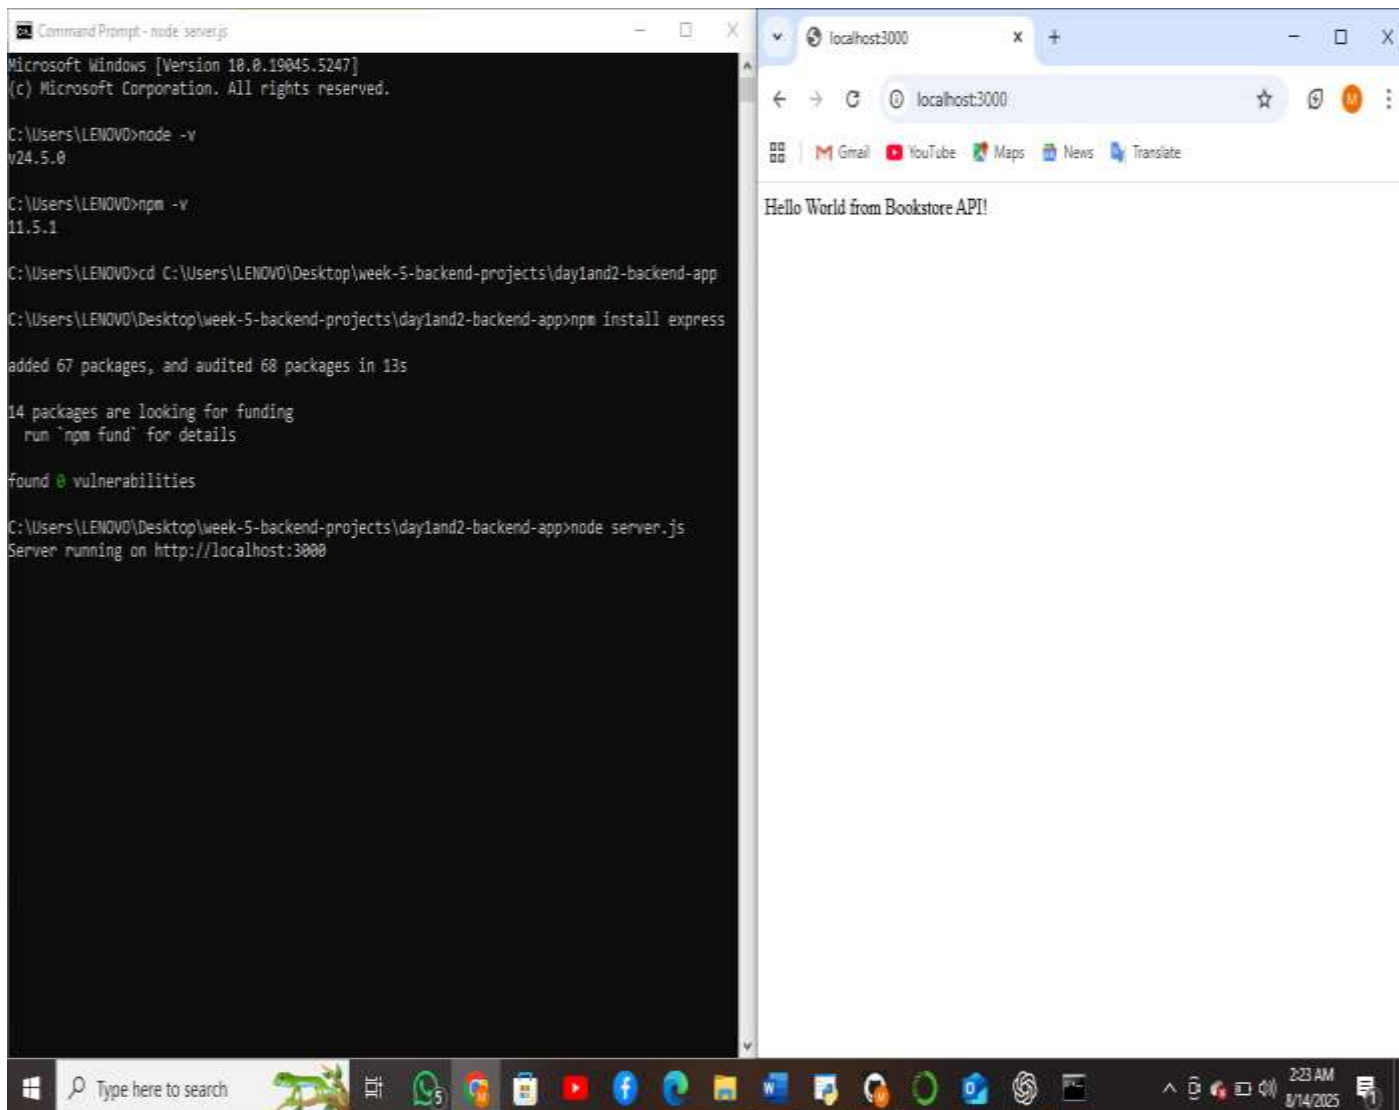 Command Prompt - node server.js
Microsoft Windows [Version 10.0.19045.5247]
(c) Microsoft Corporation. All rights reserved.
C:\Users\LENOVO>node -v
v24.5.0
C:\Users\LENOVO>npm -v
11.5.1
C:\Users\LENOVO>cd C:\Users\LENOVO\Desktop\week-5-backend-projects\day1and2-backend-app
C:\Users\LENOVO\Desktop\week-5-backend-projects\day1and2-backend-app>npm install express
added 67 packages, and audited 68 packages in 13s
14 packages are looking for funding
run `npm fund` for details
found 0 vulnerabilities
C:\Users\LENOVO\Desktop\week-5-backend-projects\day1and2-backend-app>node server.js
Server running on http://localhost:3000
localhost:3000
localhost:3000
M
Gmail YouTube Maps News Translate
Hello World from Bookstore API!
Type here to search
5
2:23 AM
8/14/2025
1